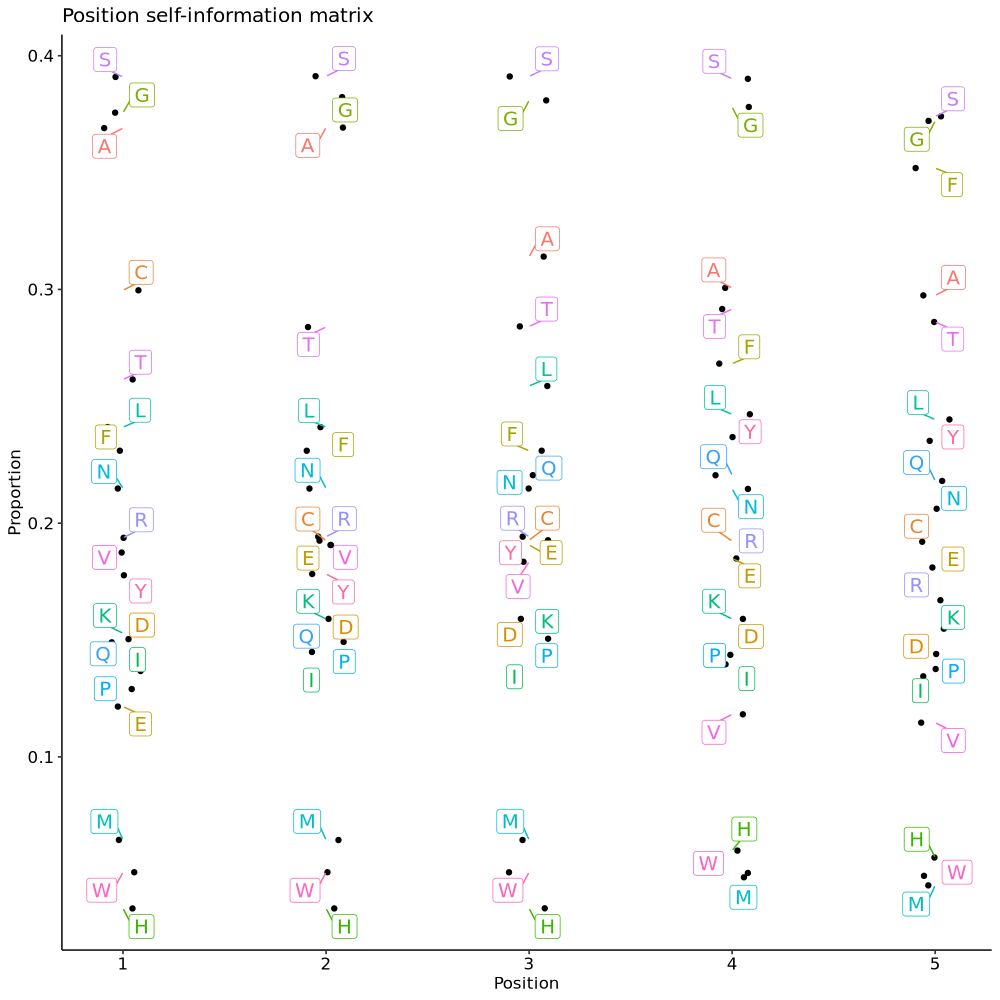 Position self-information matrix
0.4
S
S
S
S
S
G
G
G
G
G
A
A
F
0.3
C
A
A
A
T
T
T
T
T
F
L
L
L
L
L
F
F
F
Y
Y
N
N
N
Q
Q
Q
N
N
0.2
R
C
R
R
C
C
R
C
V
E
V
Y
E
E
E
Y
Y
V
R
K
D
K
D
D
K
K
D
K
Q
I
Q
P
P
P
D
P
P
I
I
I
I
E
V
V
0.1
M
M
M
H
H
W
W
W
W
W
H
H
H
M
M
1
2
3
4
5
Position
Proportion